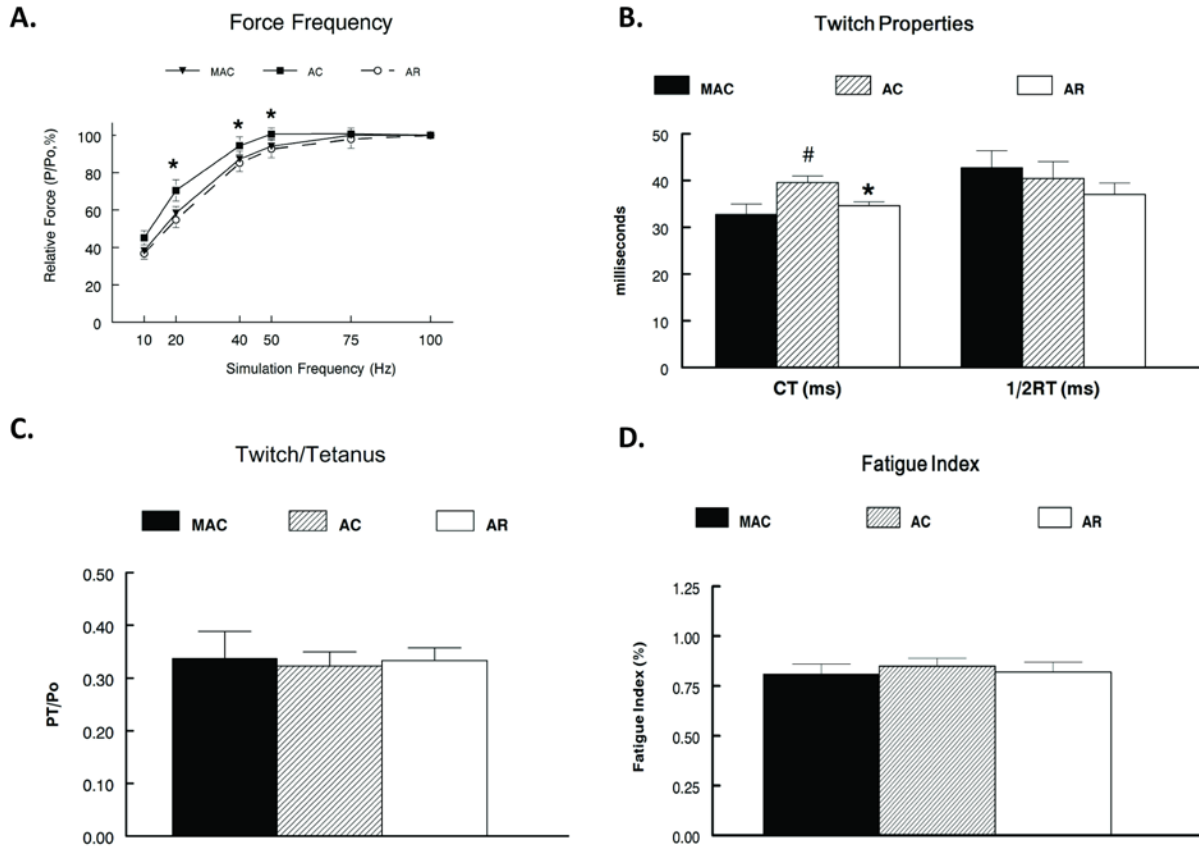 A.
Force Frequency
MAC AC AR
Relative Force (P/Po,%)
100
80
60
40
20
0
* * *
10 20 40 50 75 100
Simulation Frequency (Hz)
B.
Twitch Properties
MAC AC AR
milliseconds
50
40
30
20
10
0
# *
CT (ms) 1/2RT (ms)
C.
Twitch/Tetanus
MAC AC AR
PT/Po
0.50
0.40
0.30
0.20
0.10
0.00
D.
Fatigue Index
MAC AC AR
Fatigue Index (%)
1.25
1.00
0.75
0.50
0.25
0.00